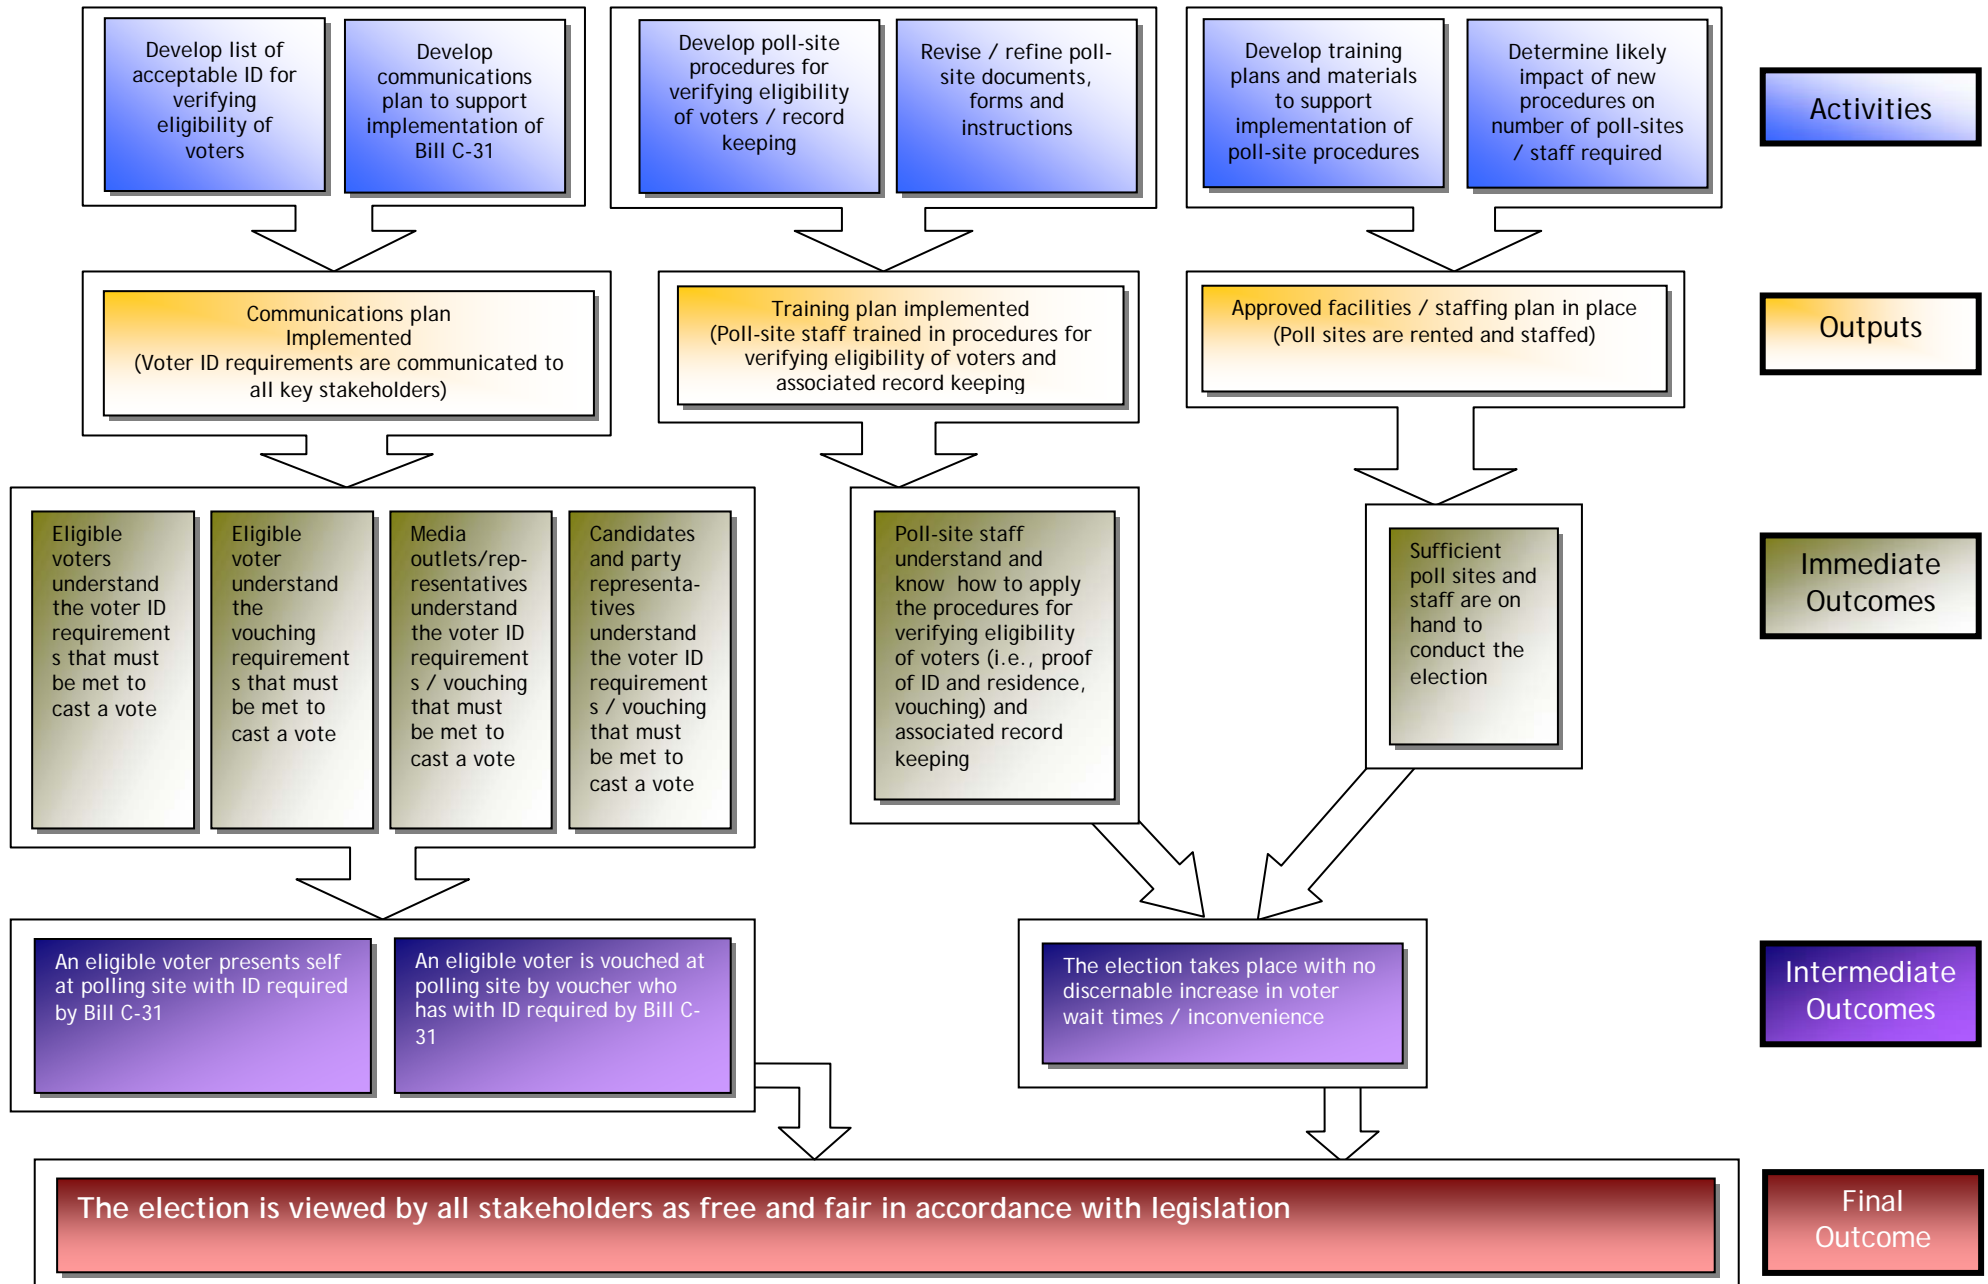 Develop list of
acceptable ID for
verifying
eligibility of
voters
Develop
communications
plan to support
implementation of
Bill C-31
Develop poll-site
procedures for
verifying eligibility
of voters / record
keeping
Revise / refine poll-
site documents,
forms and
instructions
Develop training
plans and materials
to support
implementation of
poll-site procedures
Determine likely
impact of new
procedures on
number of poll-sites
/ staff required
Activities
Communications plan
Implemented
(Voter ID requirements are communicated to
all key stakeholders)
Training plan implemented
(Poll-site staff trained in procedures for
verifying eligibility of voters and
associated record keeping
Approved facilities / staffing plan in place
(Poll sites are rented and staffed)
Outputs
Eligible
voters
understand
the voter ID
requirement
s that must
be met to
cast a vote
Eligible
voter
understand
the
vouching
requirement
s that must
be met to
cast a vote
Media
outlets/rep-
resentatives
understand
the voter ID
requirement
s / vouching
that must
be met to
cast a vote
Candidates
and party
representa-
tives
understand
the voter ID
requirement
s / vouching
that must
be met to
cast a vote
Poll-site staff
understand and
know how to apply
the procedures for
verifying eligibility
of voters (i.e., proof
of ID and residence,
vouching) and
associated record
keeping
Sufficient
poll sites and
staff are on
hand to
conduct the
election
Immediate
Outcomes
An eligible voter presents self
at polling site with ID required
by Bill C-31
An eligible voter is vouched at
polling site by voucher who
has with ID required by Bill C-
31
The election takes place with no
discernable increase in voter
wait times / inconvenience
Intermediate
Outcomes
The election is viewed by all stakeholders as free and fair in accordance with legislation
Final
Outcome